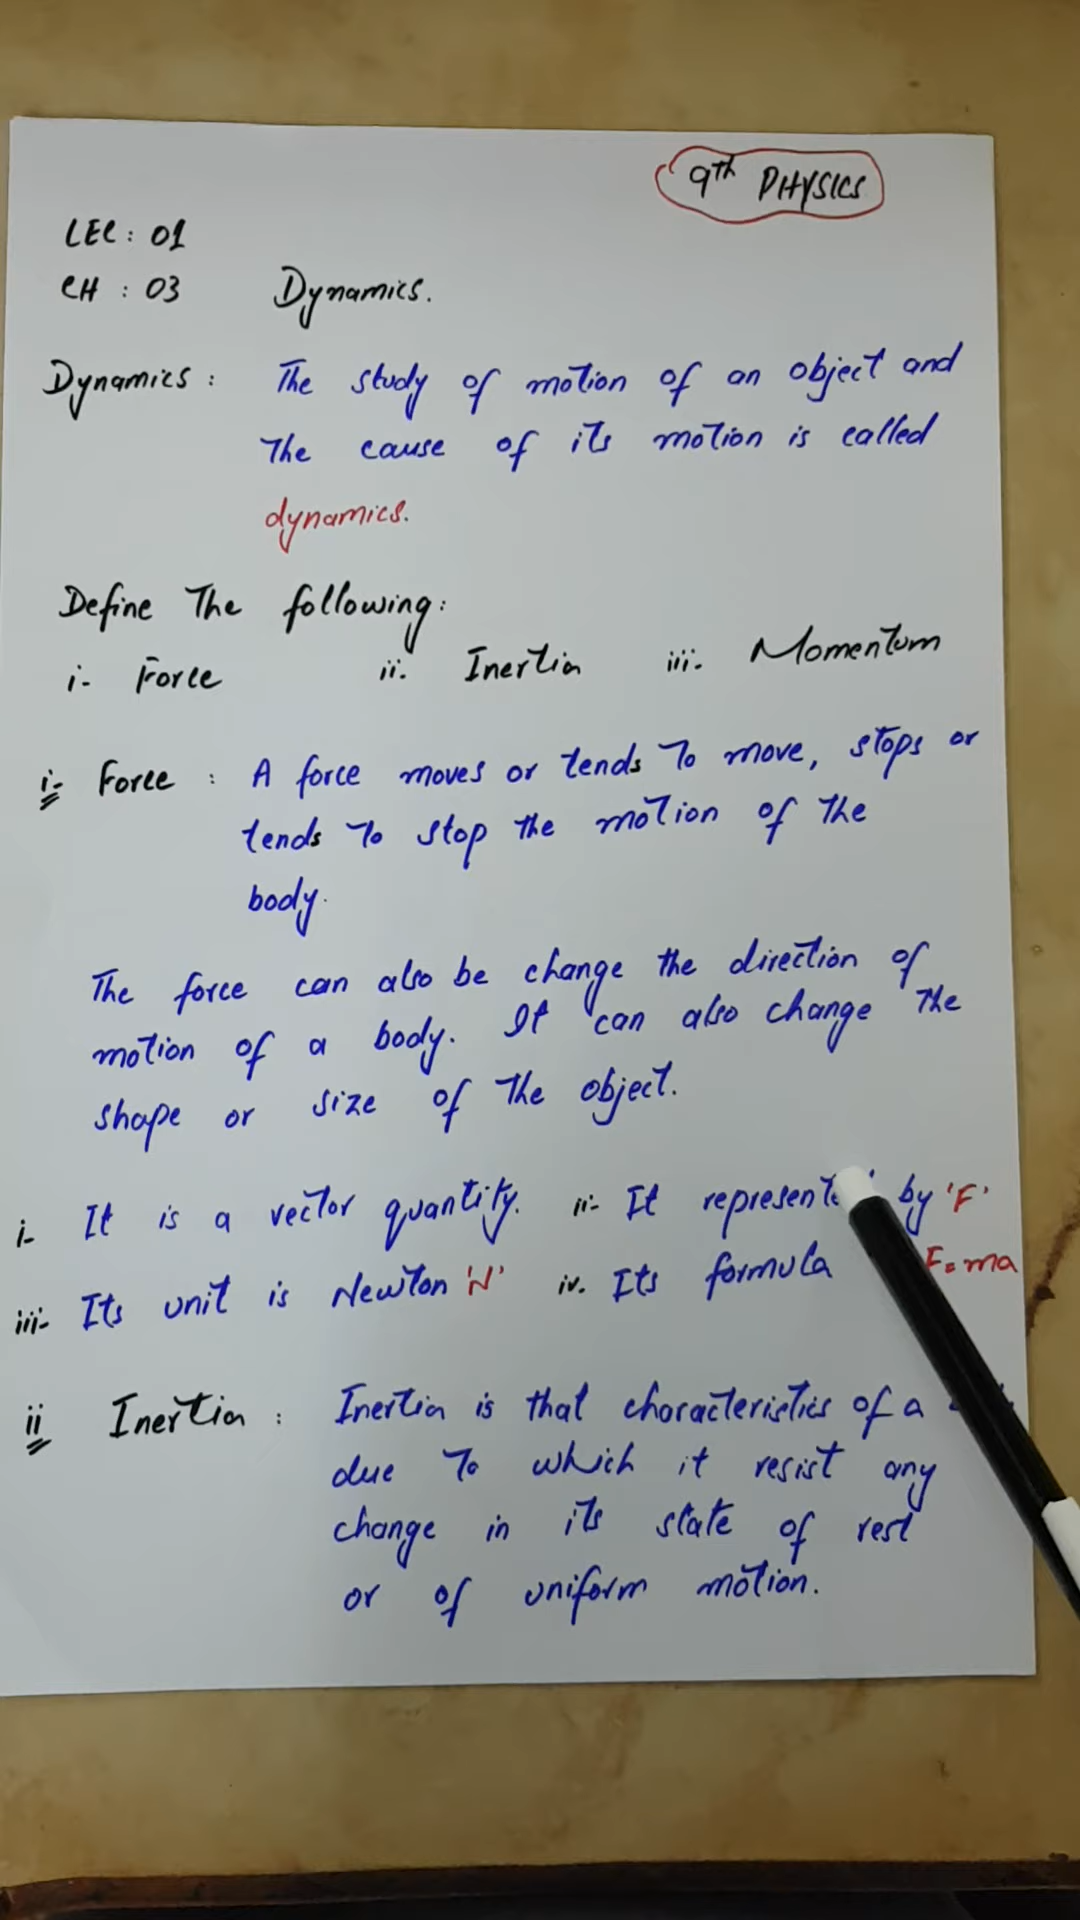 9th PHYSICS
LEC : 01
CH : 03 Dynamics.
Dynamics : The study of motion of an object and
The cause of its motion is called
dynamics.
Define The following :
i- Force ii. Inertia iii. Momentum
i- Force : A force moves or tends To move, stops or
tends To stop the motion of the
body.
The force can also be change the direction of
motion of a body. It can also change the
shape or size of the object.
i- It is a vector quantity. ii- It by 'F'
iii- Its unit is Newton 'N' iv. Its formula F=ma
ii Inertia : Inertia is that characteristics of a
due To which it resist any
change in its state of rest
or of uniform motion.